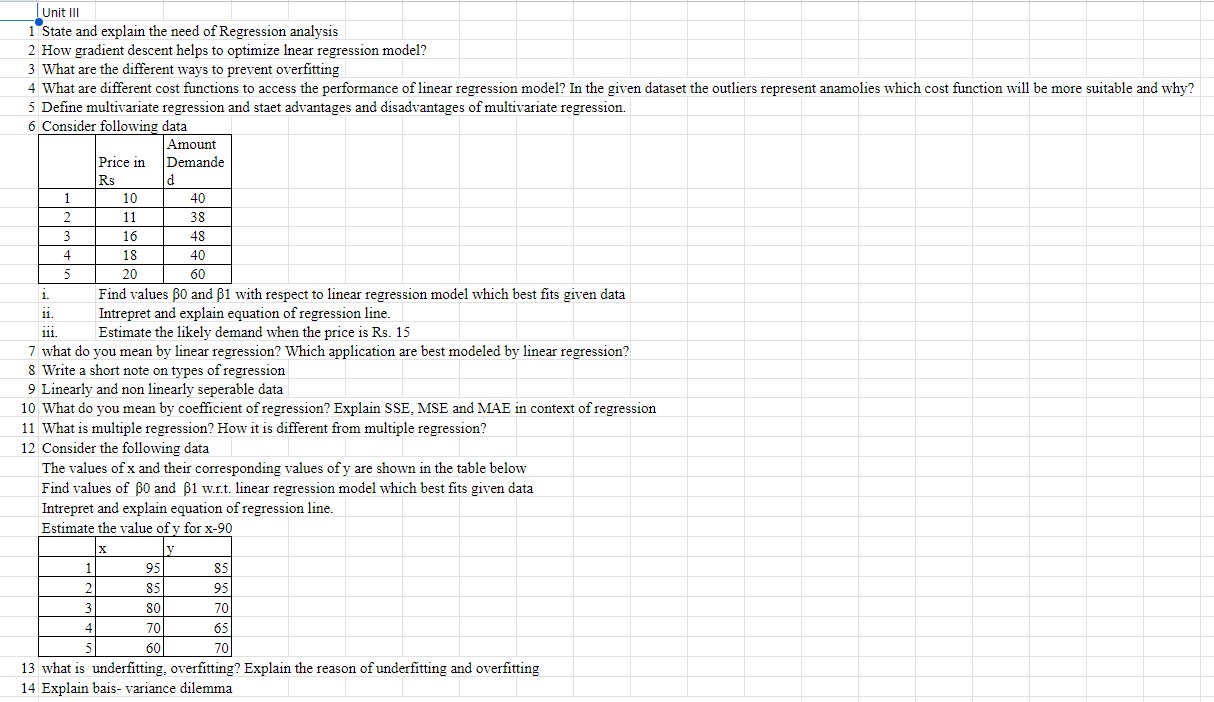 Unit III
1 State and explain the need of Regression analysis
2 How gradient descent helps to optimize lnear regression model?
3 What are the different ways to prevent overfitting
4 What are different cost functions to access the performance of linear regression model? In the given dataset the outliers represent anamolies which cost function will be more suitable and why?
5 Define multivariate regression and staet advantages and disadvantages of multivariate regression.
6 Consider following data
Amount
Price in Demande
Rs d
1 10 40
2 11 38
3 16 48
4 18 40
5 20 60
i. Find values β0 and β1 with respect to linear regression model which best fits given data
ii. Intrepret and explain equation of regression line.
iii. Estimate the likely demand when the price is Rs. 15
7 what do you mean by linear regression? Which application are best modeled by linear regression?
8 Write a short note on types of regression
9 Linearly and non linearly seperable data
10 What do you mean by coefficient of regression? Explain SSE, MSE and MAE in context of regression
11 What is multiple regression? How it is different from multiple regression?
12 Consider the following data
The values of x and their corresponding values of y are shown in the table below
Find values of β0 and β1 w.r.t. linear regression model which best fits given data
Intrepret and explain equation of regression line.
Estimate the value of y for x-90
x y
1 95 85
2 85 95
3 80 70
4 70 65
5 60 70
13 what is underfitting, overfitting? Explain the reason of underfitting and overfitting
14 Explain bais- variance dilemma